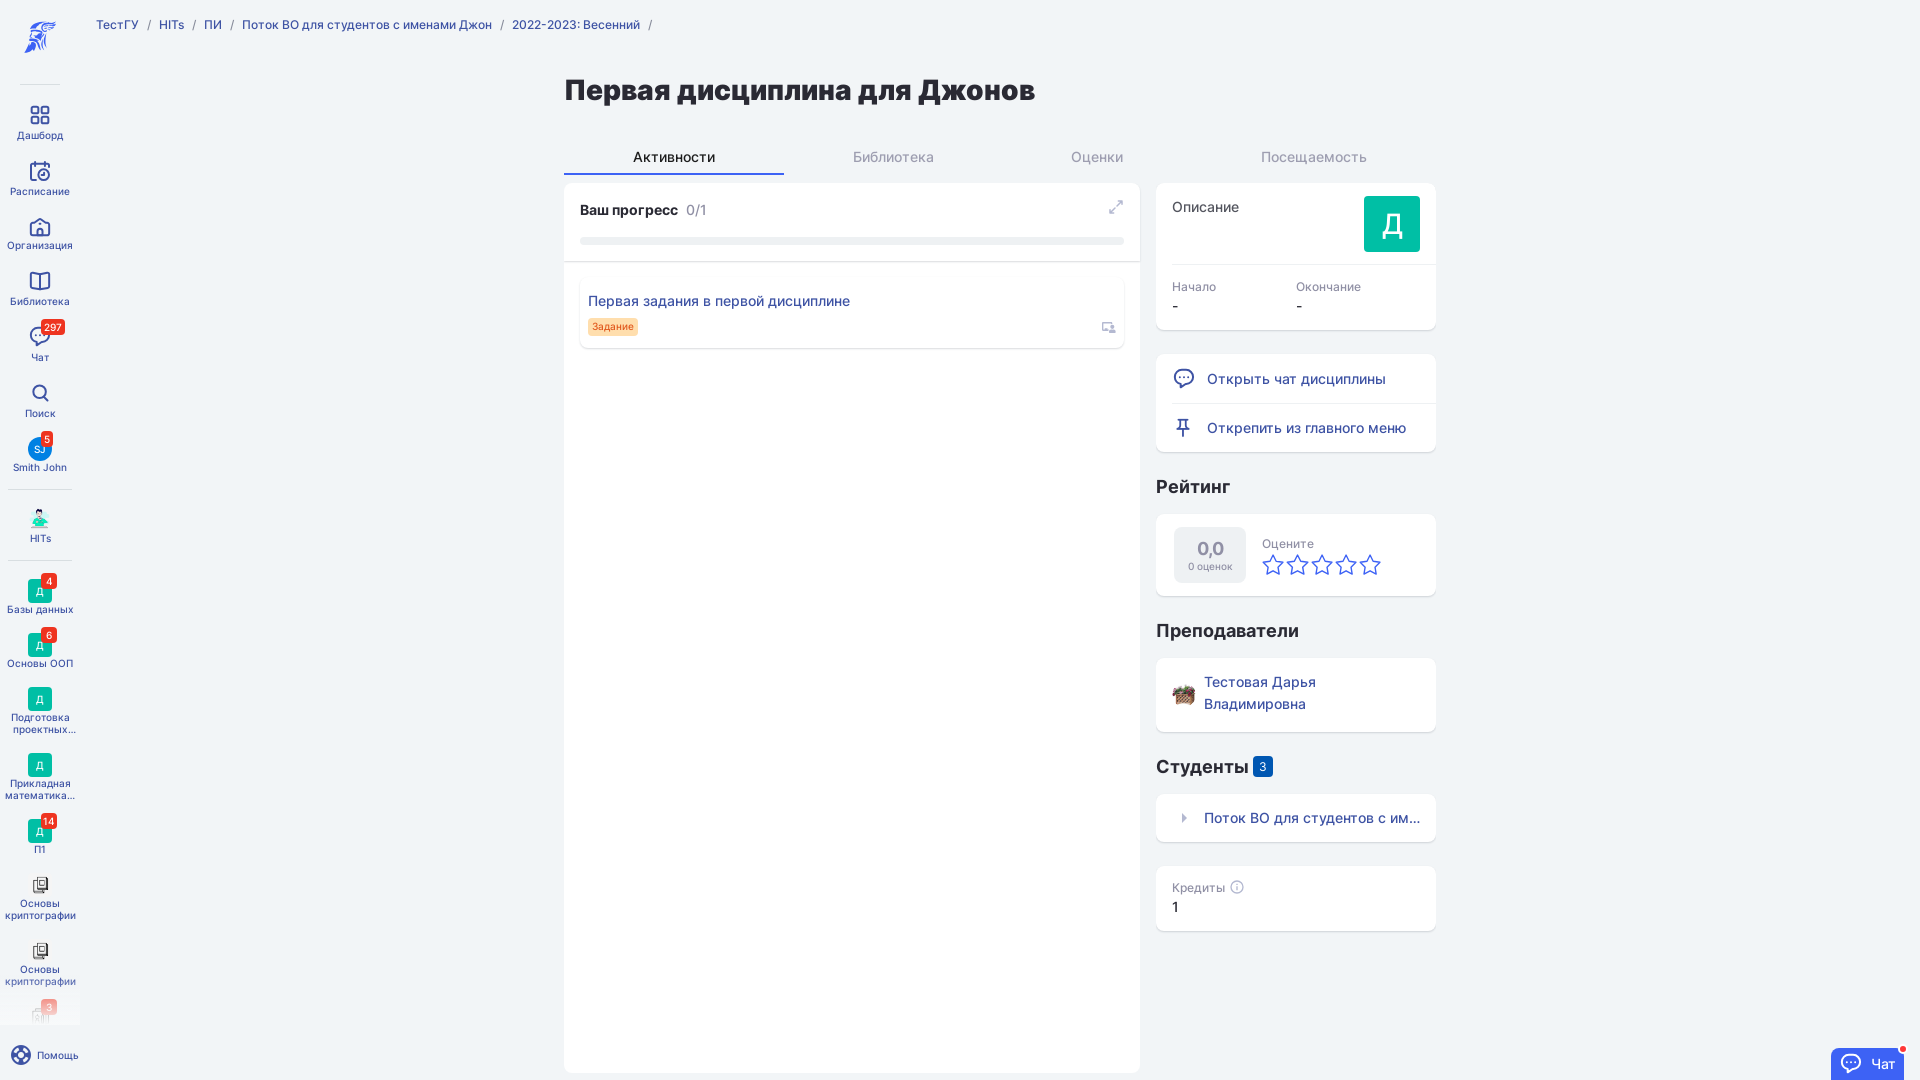 ТестГУ / HITs / ПИ / Поток ВО для студентов с именами Джон / 2022-2023: Весенний /
Дашборд
Расписание
Организация
Библиотека
297
Чат
Поиск
5
SJ
Smith John
HITs
4
Д
Базы данных
6
Д
Основы ООП
Д
Подготовка
проектных...
Д
Прикладная
математика...
14
Д
П1
Основы
криптографии
Основы
криптографии
3
Помощь
Первая дисциплина для Джонов
Активности Библиотека Оценки Посещаемость
Ваш прогресс 0/1
Первая задания в первой дисциплине
Задание
Описание
Д
Начало Окончание
- -
Открыть чат дисциплины
Открепить из главного меню
Рейтинг
0,0
0 оценок
Оцените
Преподаватели
Тестовая Дарья
Владимировна
Студенты 3
Поток ВО для студентов с им...
Кредиты
1
Чат